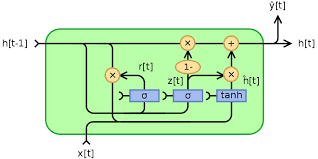 ŷ[t]
h[t-1]
×
+
h[t]
r[t]
1-
×
z[t]
×
ĥ[t]
σ
σ
tanh
x[t]